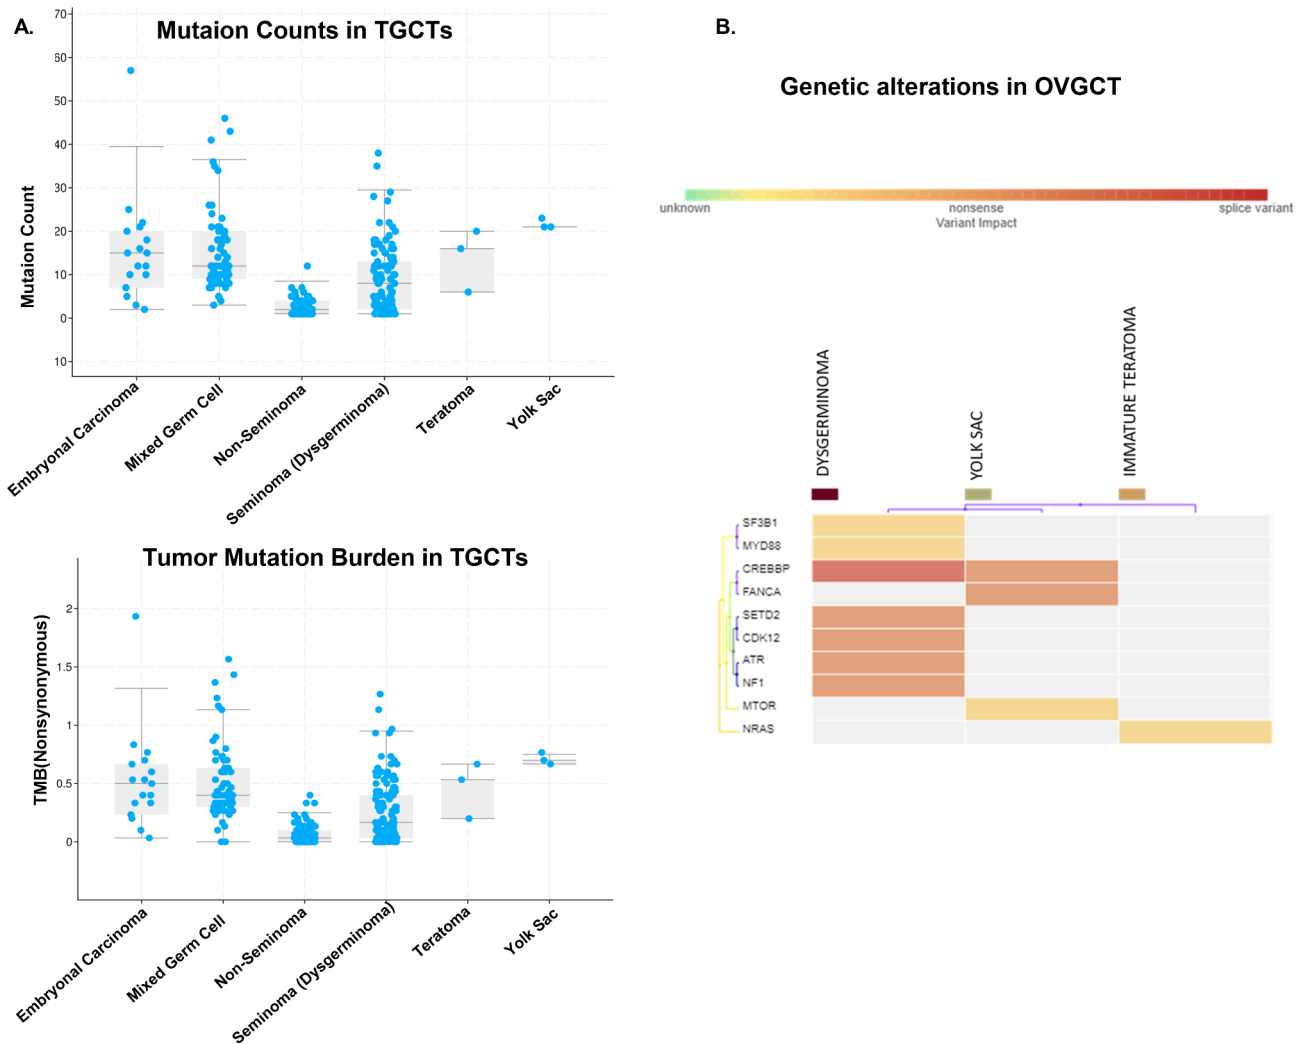 A.
Mutaion Counts in TGCTs
70
60
50
40
30
20
10
0
10
Mutaion Count
Embryonal Carcinoma
Mixed Germ Cell
Non-Seminoma
Seminoma (Dysgerminoma)
Teratoma
Yolk Sac
Tumor Mutation Burden in TGCTs
2
1.5
1
0.5
0
TMB(Nonsynonymous)
Embryonal Carcinoma
Mixed Germ Cell
Non-Seminoma
Seminoma (Dysgerminoma)
Teratoma
Yolk Sac
B.
Genetic alterations in OVGCT
unknown nonsense splice variant
Variant Impact
DYSGERMINOMA
YOLK SAC
IMMATURE TERATOMA
SF3B1
MYD88
CREBBP
FANCA
SETD2
CDK12
ATR
NF1
MTOR
NRAS